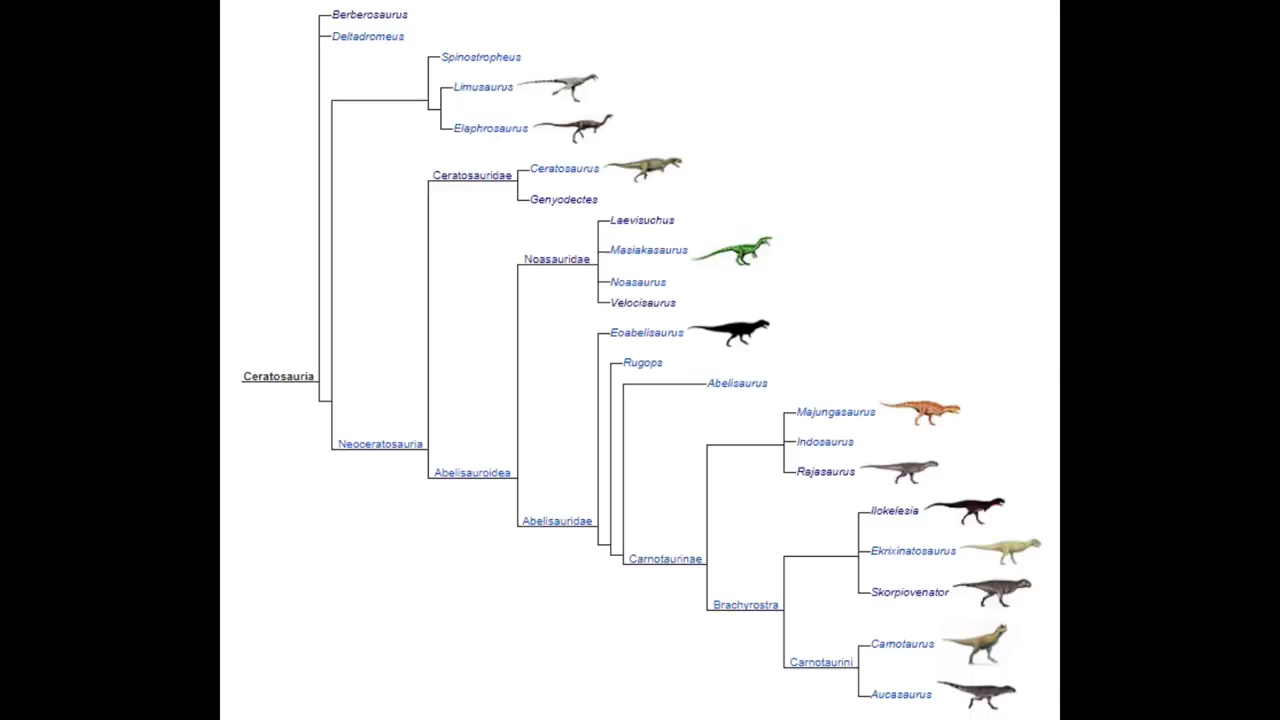 Berberosaurus
Deltadromeus
Spinostropheus
Limusaurus
Elaphrosaurus
Ceratosaurus
Ceratosauridae
Genyodectes
Laevisuchus
Masiakasaurus
Noasauridae
Noasaurus
Velocisaurus
Eoabelisaurus
Rugops
Ceratosauria
Abelisaurus
Majungasaurus
Indosaurus
Neoceratosauria
Rajasaurus
Abelisauroidea
Ilokelesia
Abelisauridae
Ekrixinatosaurus
Carnotaurinae
Skorpiovenator
Brachyrostra
Carnotaurus
Carnotaurini
Aucasaurus